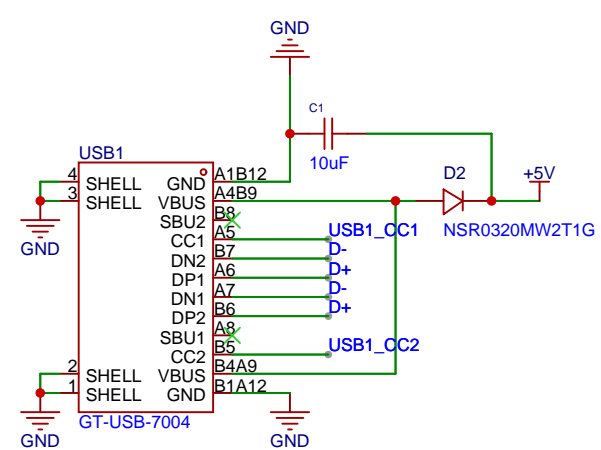 GND
C1
10uF
USB1
D2
+5V
NSR0320MW2T1G
4 SHELL GND A1B12
3 SHELL VBUS A4B9
GND
SBU2 B8
CC1 A5 USB1_CC1
DN2 B7 D-
DP1 A6 D+
DN1 A7 D-
DP2 B6 D+
SBU1 A8
CC2 B5 USB1_CC2
2 SHELL VBUS B4A9
1 SHELL GND B1A12
GT-USB-7004
GND
GND